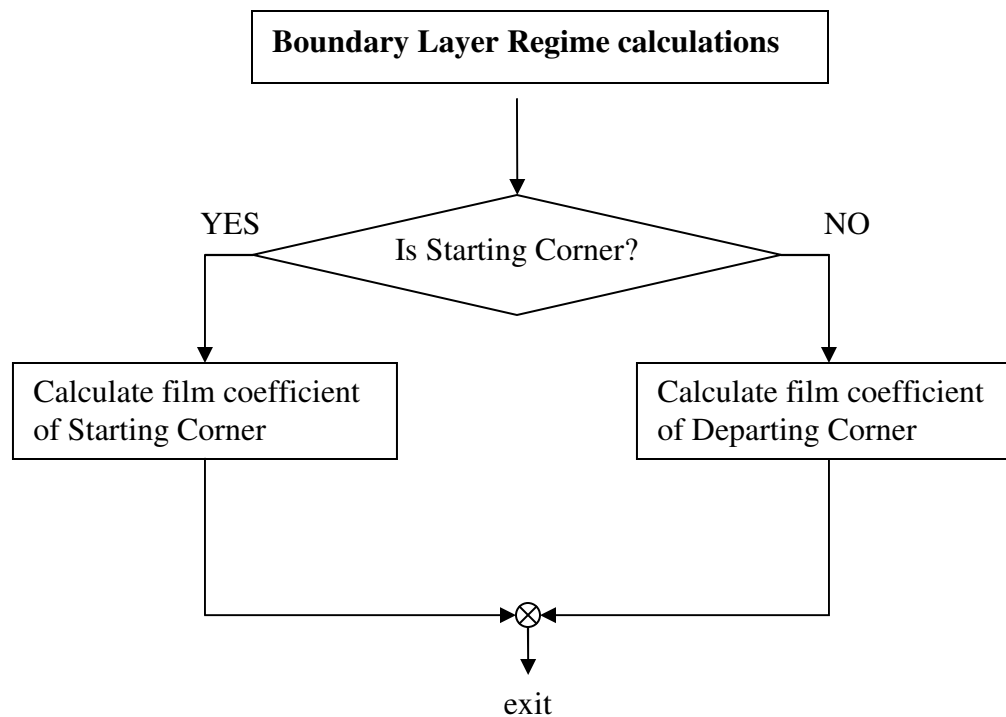 Boundary Layer Regime calculations
YES
NO
Is Starting Corner?
Calculate film coefficient
of Starting Corner
Calculate film coefficient
of Departing Corner
exit